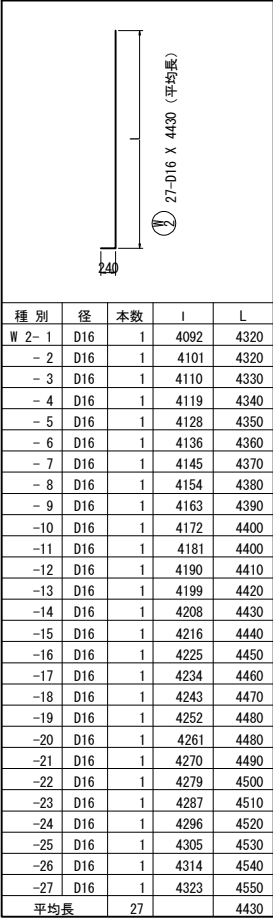 l
W2 27-D16 X 4430 (平均長)
240
種 別 径 本数 l L
W 2- 1 D16 1 4092 4320
- 2 D16 1 4101 4320
- 3 D16 1 4110 4330
- 4 D16 1 4119 4340
- 5 D16 1 4128 4350
- 6 D16 1 4136 4360
- 7 D16 1 4145 4370
- 8 D16 1 4154 4380
- 9 D16 1 4163 4390
-10 D16 1 4172 4400
-11 D16 1 4181 4400
-12 D16 1 4190 4410
-13 D16 1 4199 4420
-14 D16 1 4208 4430
-15 D16 1 4216 4440
-16 D16 1 4225 4450
-17 D16 1 4234 4460
-18 D16 1 4243 4470
-19 D16 1 4252 4480
-20 D16 1 4261 4480
-21 D16 1 4270 4490
-22 D16 1 4279 4500
-23 D16 1 4287 4510
-24 D16 1 4296 4520
-25 D16 1 4305 4530
-26 D16 1 4314 4540
-27 D16 1 4323 4550
平均長 27 4430